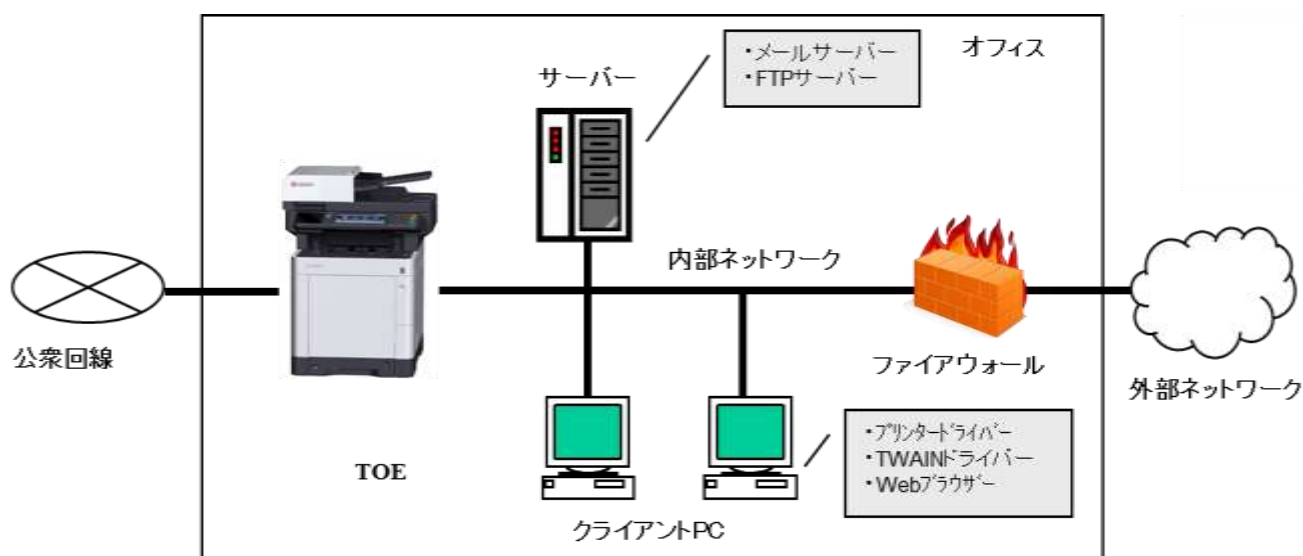 オフィス
・メールサーバー
・FTPサーバー
サーバー
内部ネットワーク
公衆回線
ファイアウォール
外部ネットワーク
TOE
・プリンタードライバー
・TWAINドライバー
・Webブラウザー
クライアントPC